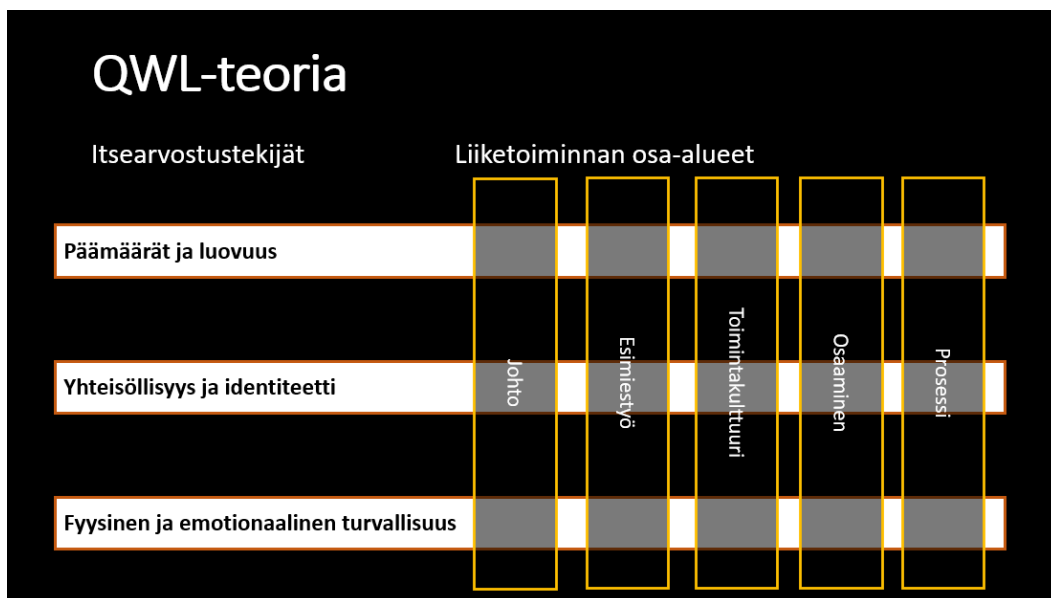 QWL-teoria
Itsearvostustekijät
Liiketoiminnan osa-alueet
Päämäärät ja luovuus
Yhteisöllisyys ja identiteetti
Fyysinen ja emotionaalinen turvallisuus
Johto
Esimiestyö
Toimintakulttuuri
Osaaminen
Prosessi